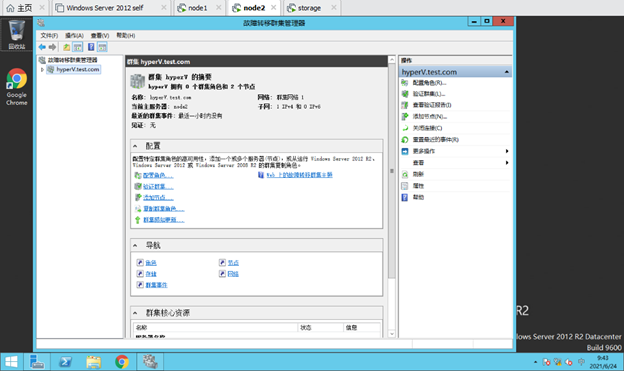 主页
Windows Server 2012 self
node1
node2
storage
回收站
Google
Chrome
故障转移群集管理器
文件(F) 操作(A) 查看(V) 帮助(H)
故障转移群集管理器
hyperV.test.com
群集 hyperV.test.com
群集 hyperV 的摘要
hyperV 拥有 0 个群集角色和 2 个节点
名称: hyperV.test.com 网络: 群集网络 1
当前主服务器: node2 子网: 1 IPv4 和 0 IPv6
最近的群集事件: 最近一小时内没有
见证: 无
配置
配置特定群集角色的高可用性，添加一个或多个服务器(节点)，或从运行 Windows Server 2012 R2、
Windows Server 2012 或 Windows Server 2008 R2 的群集复制角色。
配置角色... Web 上的故障转移群集主题
验证群集...
添加节点...
复制群集角色...
群集感知更新...
导航
角色 节点
存储 网络
群集事件
群集核心资源
名称 状态 信息
操作
hyperV.test.com
配置角色(R)...
验证群集(L)...
查看验证报告(I)
添加节点(N)...
关闭连接(C)
重置最近的事件(R)
更多操作
查看
刷新
属性
帮助
R2
dows Server 2012 R2 Datacenter
Build 9600
9:43
2021/6/24